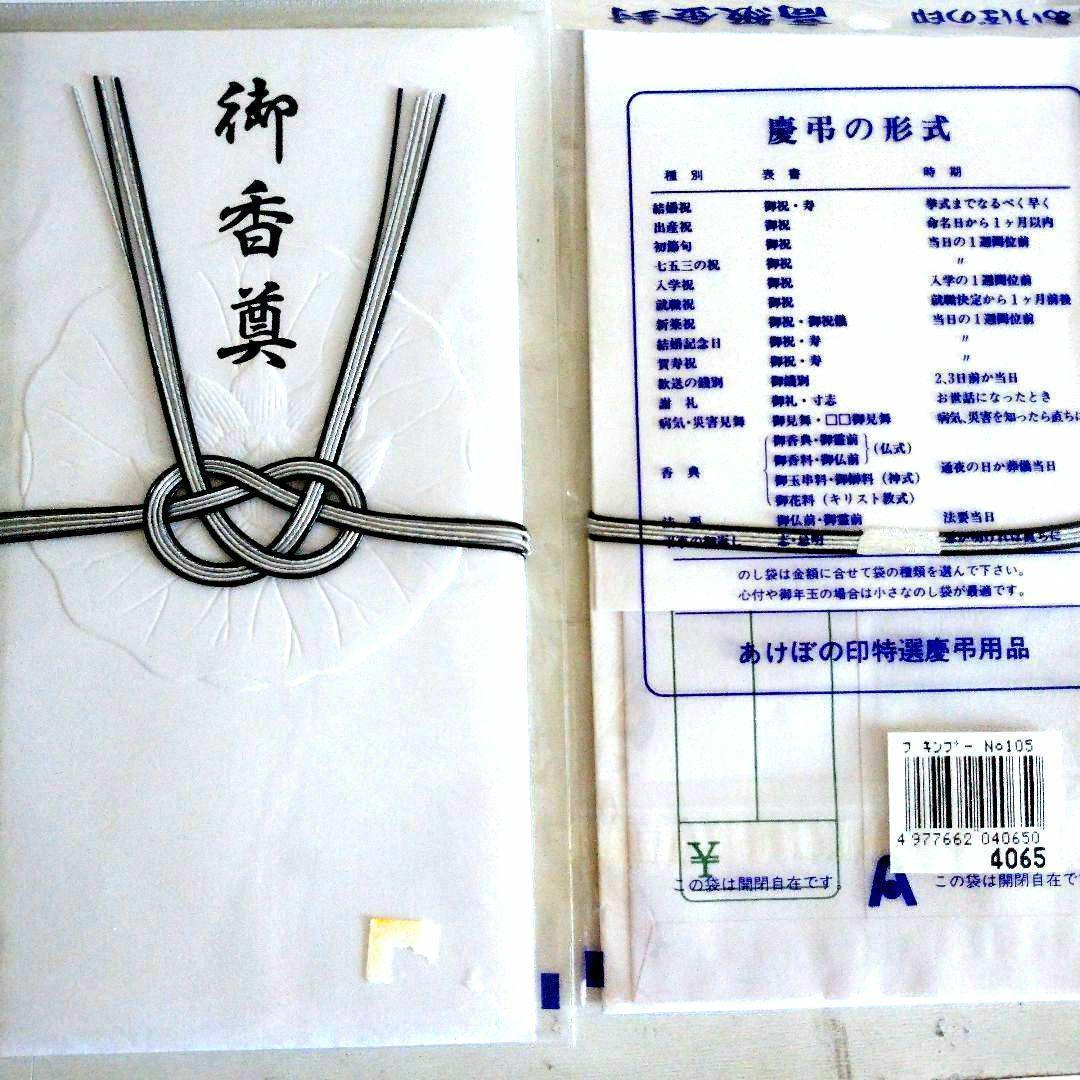 御香奠
あけぼの印 高級金封
慶弔の形式
種別 表書 時期
結婚祝 御祝・寿 挙式までなるべく早く
出産祝 御祝 命名日から1ヶ月以内
初節句 御祝 当日の1週間位前
七五三の祝 御祝 〃
入学祝 御祝 入学の1週間位前
就職祝 御祝 就職決定から1ヶ月前後
新築祝 御祝・御祝儀 当日の1週間位前
結婚記念日 御祝・寿 〃
賀寿祝 御祝・寿 〃
歓送の餞別 御餞別 2,3日前か当日
謝礼 御礼・寸志 お世話になったとき
病気・災害見舞 御見舞・□□御見舞 病気、災害を知ったら直ちに
御香典・御霊前
御香料・御仏前 (仏式)
香典 通夜の日か葬儀当日
御玉串料・御榊料(神式)
御花料(キリスト教式)
法要 御仏前・御霊前 法要当日
志・忌明
のし袋は金額に合せて袋の種類を選んで下さい。
心付や御年玉の場合は小さなのし袋が最適です。
あけぼの印特選慶弔用品
フ キンプー No105
4 977662 040650
4065
¥
この袋は開閉自在です
この袋は開閉自在で